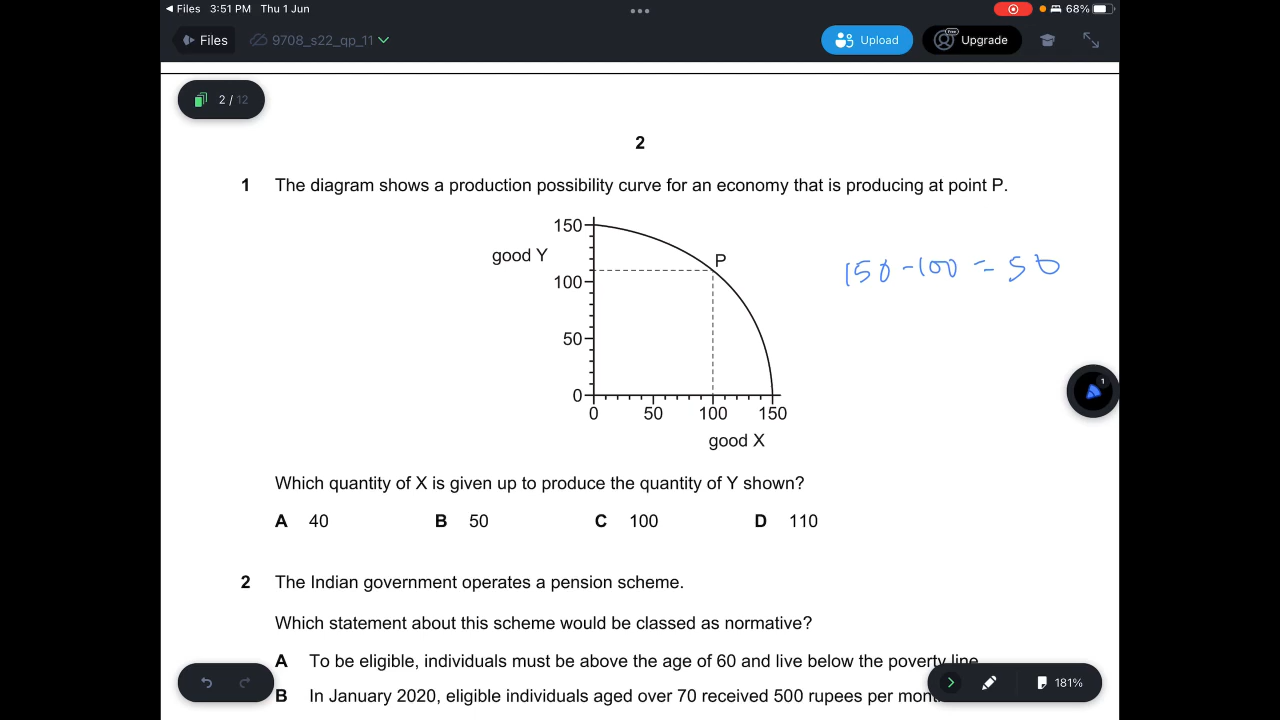 Files 3:51 PM Thu 1 Jun 68%
Files 9708_s22_qp_11 Upload Free Upgrade
2 / 12
2
1 The diagram shows a production possibility curve for an economy that is producing at point P.
150
good Y
P
150 - 100 = 50
100
50
0
0 50 100 150
good X
1
Which quantity of X is given up to produce the quantity of Y shown?
A 40 B 50 C 100 D 110
2 The Indian government operates a pension scheme.
Which statement about this scheme would be classed as normative?
A To be eligible, individuals must be above the age of 60 and live below the poverty line.
B In January 2020, eligible individuals aged over 70 received 500 rupees per
181%